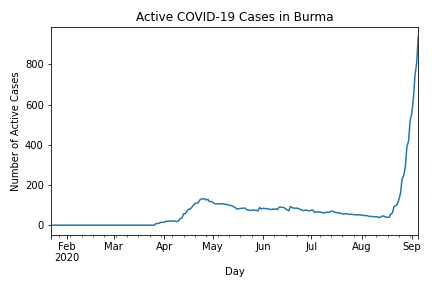 Active COVID-19 Cases in Burma
Number of Active Cases
800
600
400
200
0
Feb Mar Apr May Jun Jul Aug Sep
2020
Day